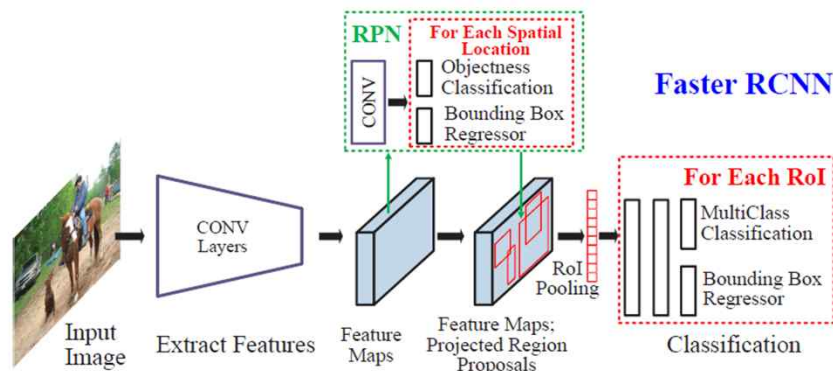 RPN
For Each Spatial
Location
CONV
Objectness
Classification
Bounding Box
Regressor
Faster RCNN
For Each RoI
CONV
Layers
MultiClass
Classification
Bounding Box
Regressor
RoI
Pooling
Input
Image
Extract Features
Feature
Maps
Feature Maps;
Projected Region
Proposals
Classification